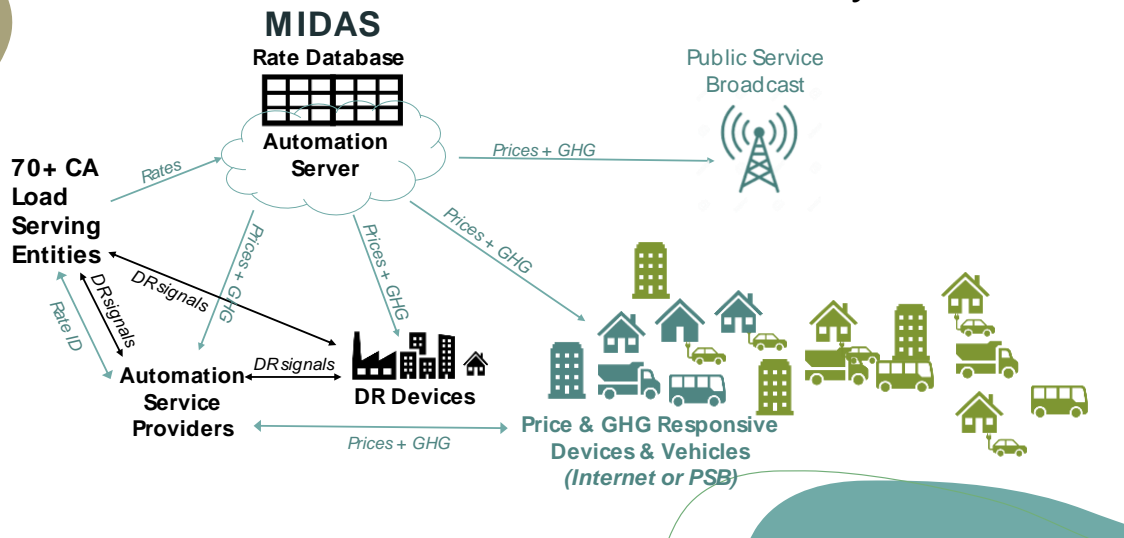 MIDAS
Rate Database
Automation
Server
Public Service
Broadcast
70+ CA
Load
Serving
Entities
Rates
Prices + GHG
Prices + GHG
Prices + GHG
Prices + GHG
DR signals
DR signals
Rate ID
DR signals
Automation
Service
Providers
DR Devices
Prices + GHG
Price & GHG Responsive
Devices & Vehicles
(Internet or PSB)